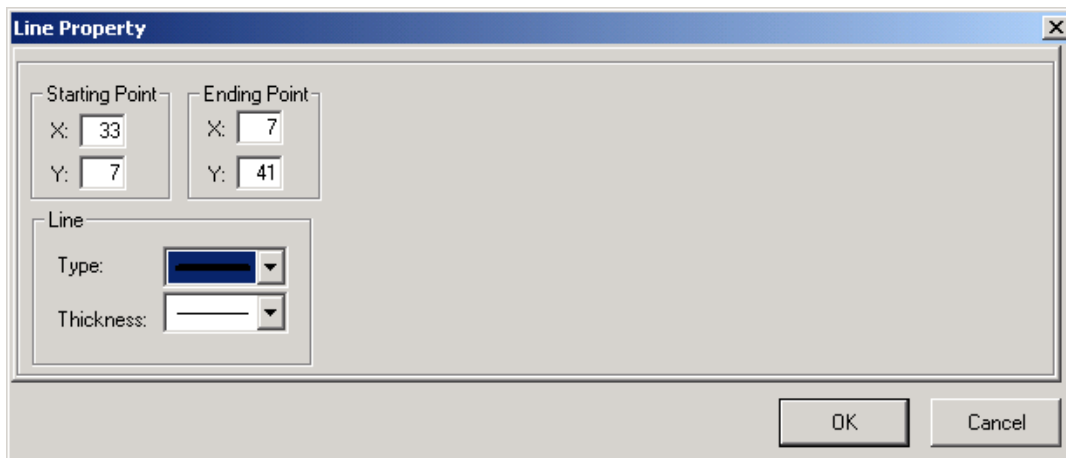 Line Property
Starting Point
X: 33
Y: 7
Ending Point
X: 7
Y: 41
Line
Type:
Thickness:
OK
Cancel